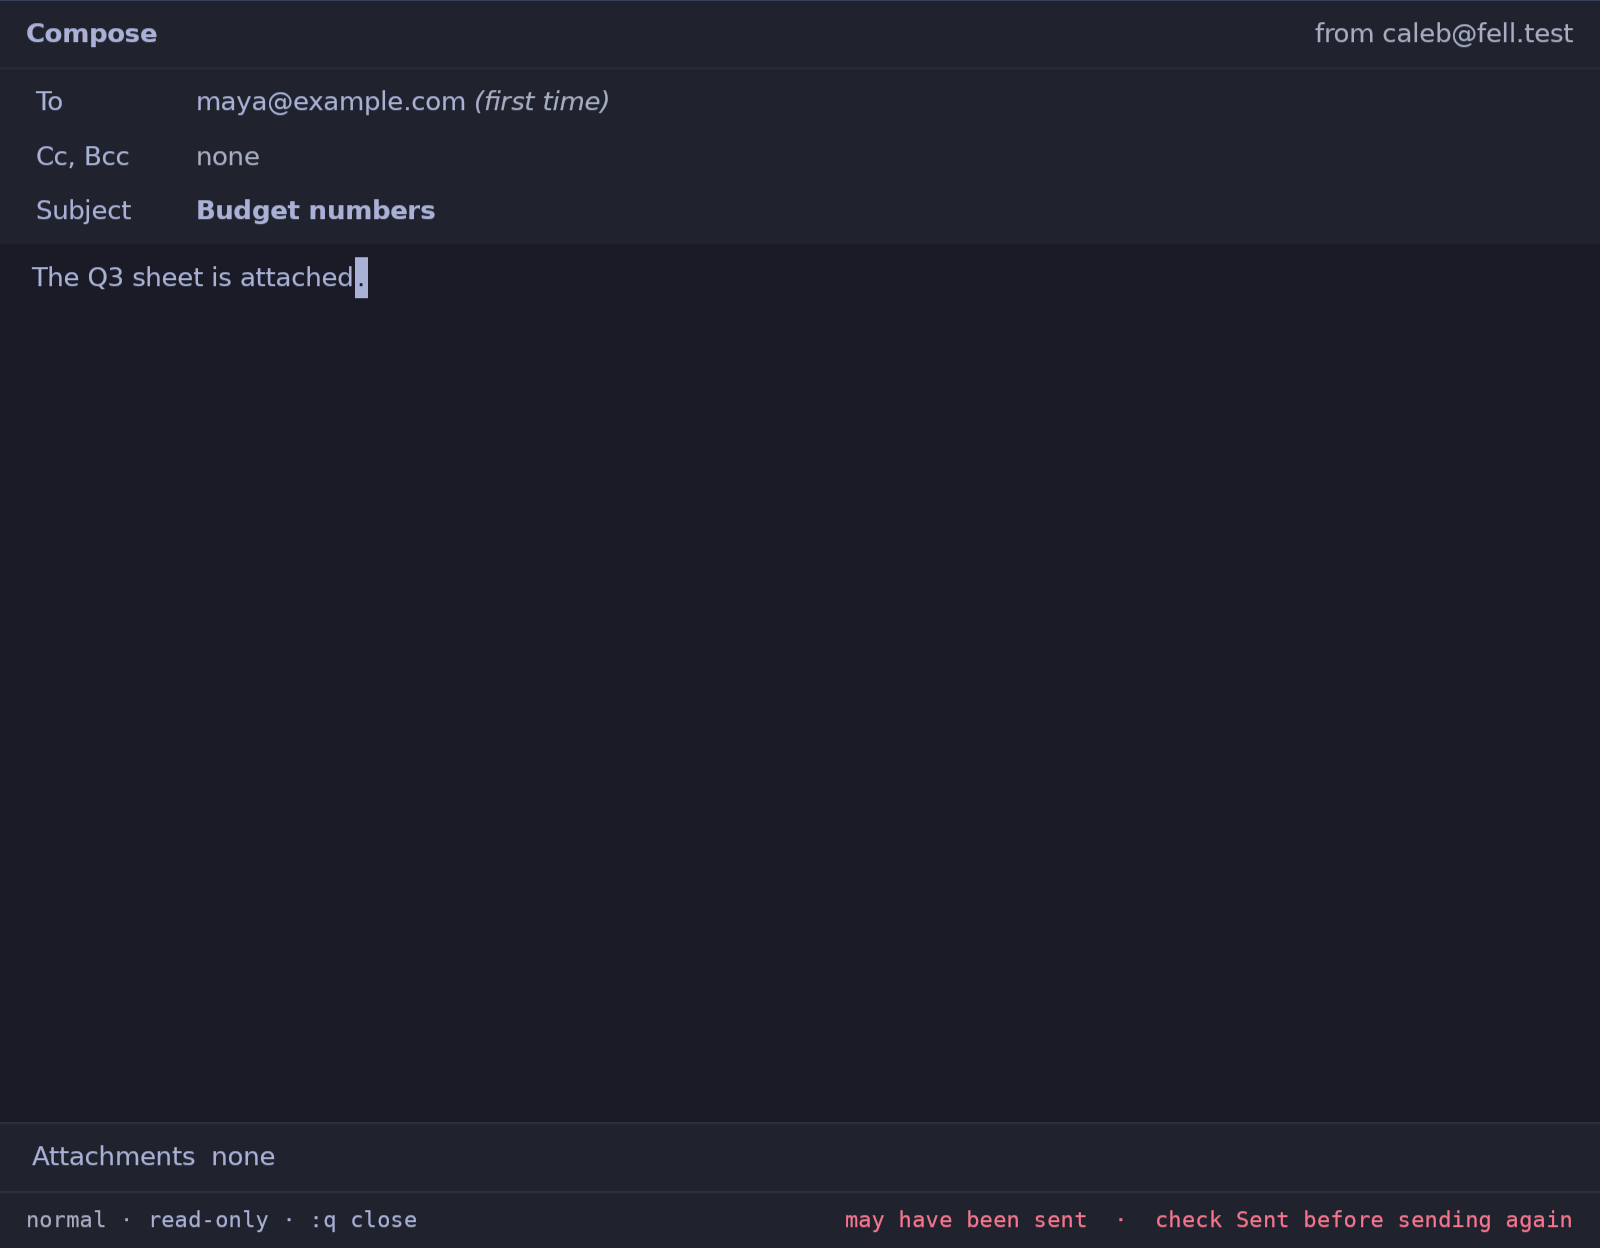 Compose from caleb@fell.test
To maya@example.com (first time)
Cc, Bcc none
Subject Budget numbers
The Q3 sheet is attached.
Attachments none
normal · read-only · :q close may have been sent · check Sent before sending again